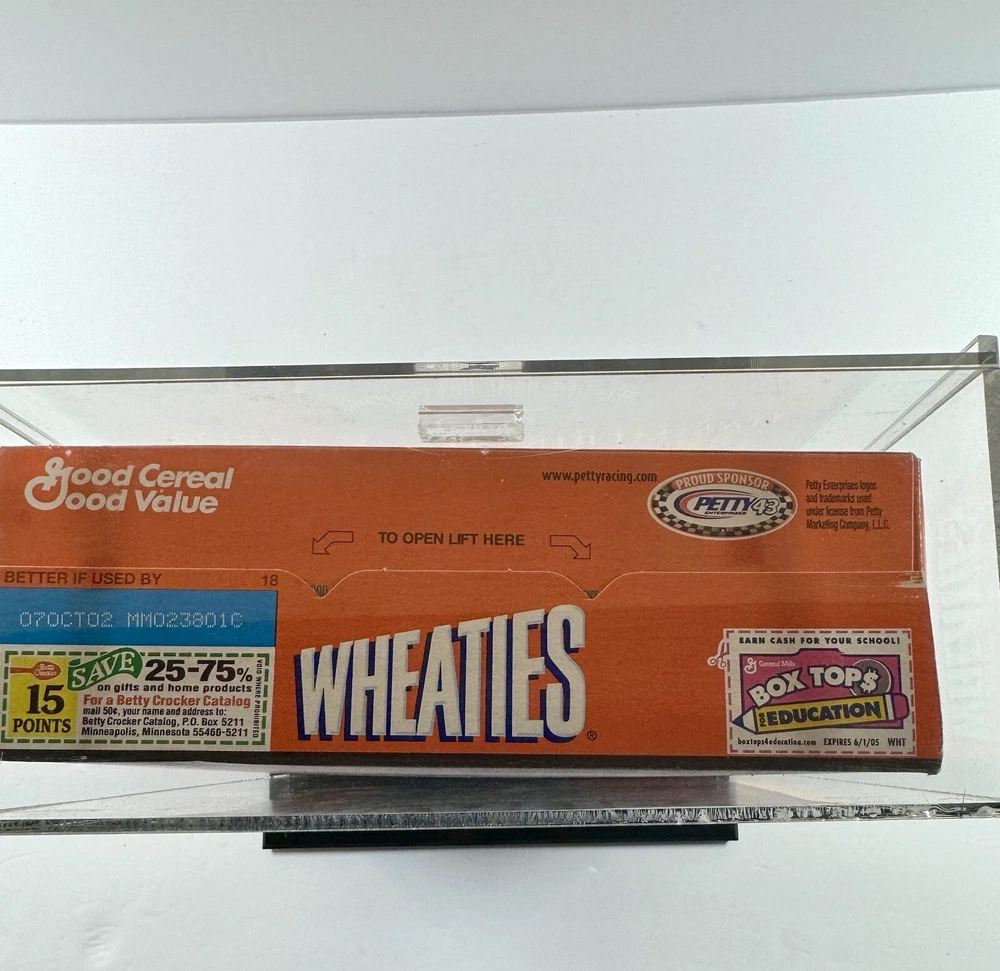 Good Cereal
Good Value
www.pettyracing.com
PROUD SPONSOR
PETTY 43
ENTERPRISES
Petty Enterprises logos
and trademarks used
under license from Petty
Marketing Company, L.L.C.
TO OPEN LIFT HERE
BETTER IF USED BY
18
07OCT02 MM023801C
Betty Crocker
15
POINTS
SAVE 25-75%
on gifts and home products
For a Betty Crocker Catalog
mail 50¢, your name and address to:
Betty Crocker Catalog, P.O. Box 5211
Minneapolis, Minnesota 55460-5211
VOID WHERE PROHIBITED
WHEATIES®
EARN CASH FOR YOUR SCHOOL!
G General Mills
BOX TOP$
FOR EDUCATION
boxtops4education.com EXPIRES 6/1/05 WHT